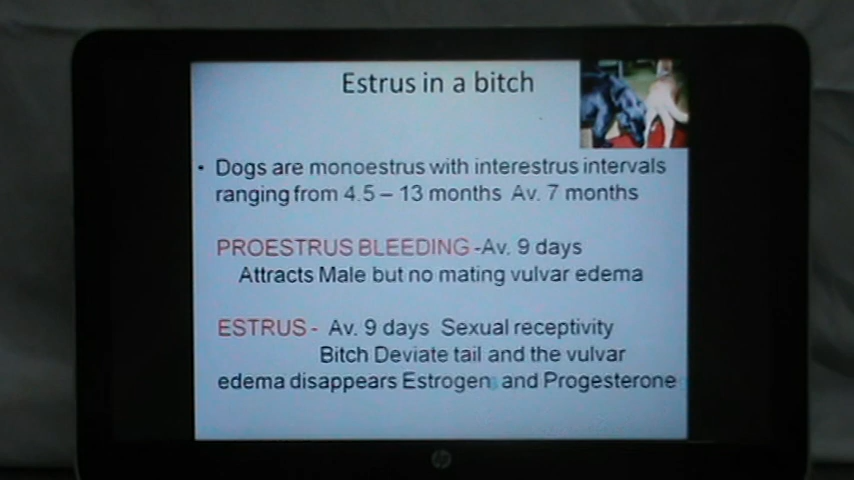 Estrus in a bitch
• Dogs are monoestrus with interestrus intervals
ranging from 4.5 – 13 months Av. 7 months
PROESTRUS BLEEDING -Av. 9 days
Attracts Male but no mating vulvar edema
ESTRUS - Av. 9 days Sexual receptivity
Bitch Deviate tail and the vulvar
edema disappears Estrogen and Progesterone
hp